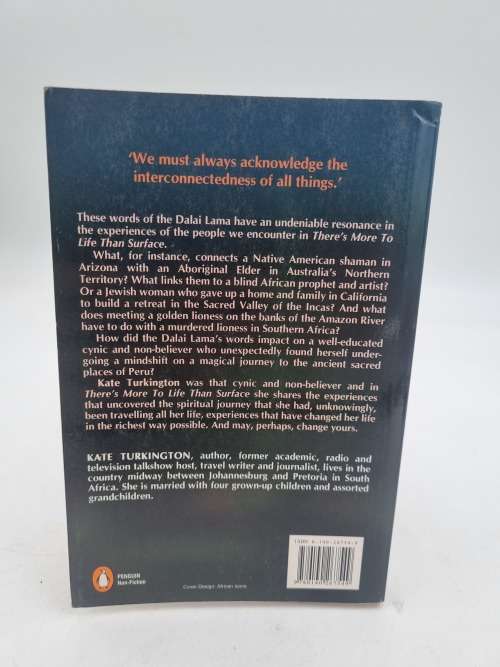 'We must always acknowledge the
interconnectedness of all things.'
These words of the Dalai Lama have an undeniable resonance in
the experiences of the people we encounter in There's More To
Life Than Surface.
What, for instance, connects a Native American shaman in
Arizona with an Aboriginal Elder in Australia's Northern
Territory? What links them to a blind African prophet and artist?
Or a Jewish woman who gave up a home and family in California
to build a retreat in the Sacred Valley of the Incas? And what
does meeting a golden lioness on the banks of the Amazon River
have to do with a murdered lioness in Southern Africa?
How did the Dalai Lama's words impact on a well-educated
cynic and non-believer who unexpectedly found herself under-
going a mindshift on a magical journey to the ancient sacred
places of Peru?
Kate Turkington was that cynic and non-believer and in
There's More To Life Than Surface she shares the experiences
that uncovered the spiritual journey that she had, unknowingly,
been travelling all her life, experiences that have changed her life
in the richest way possible. And may, perhaps, change yours.
KATE TURKINGTON, author, former academic, radio and
television talkshow host, travel writer and journalist, lives in the
country midway between Johannesburg and Pretoria in South
Africa. She is married with four grown-up children and assorted
grandchildren.
PENGUIN
Non-Fiction
Cover Design: African Icons
ISBN